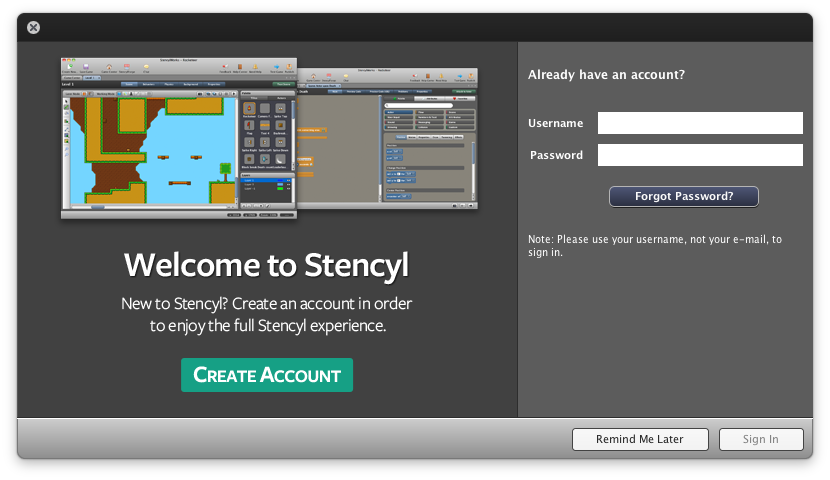 Welcome to Stencyl
New to Stencyl? Create an account in order
to enjoy the full Stencyl experience.
CREATE ACCOUNT
Already have an account?
Username
Password
Forgot Password?
Note: Please use your username, not your e-mail, to
sign in.
Remind Me Later
Sign In